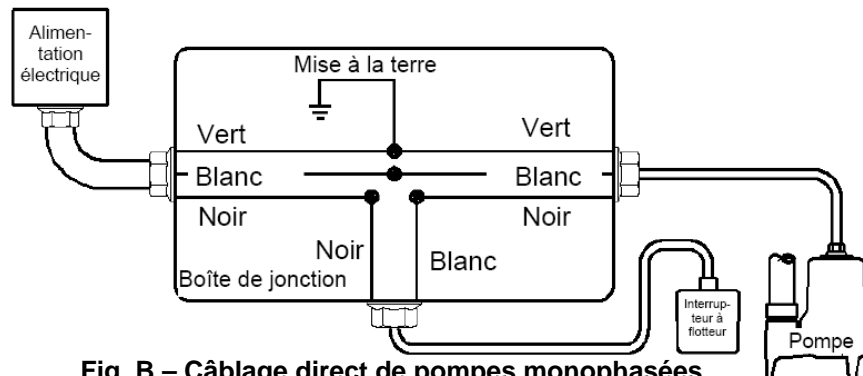 Alimen-
tation
électrique
Mise à la terre
Vert
Vert
Blanc
Blanc
Noir
Noir
Noir
Blanc
Boîte de jonction
Interrup-
teur à
flotteur
Pompe
Fig. B – Câblage direct de pompes monophasées